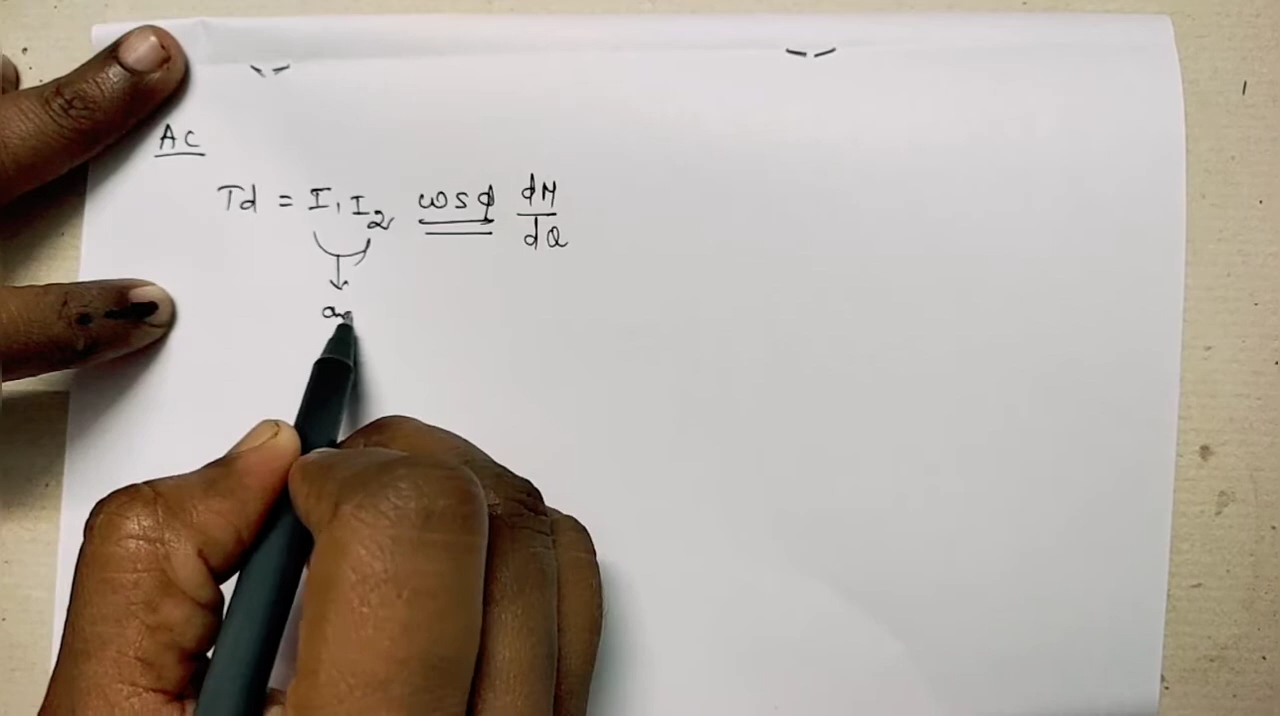 AC
Td = I₁ I₂ cosϕ dM/dθ